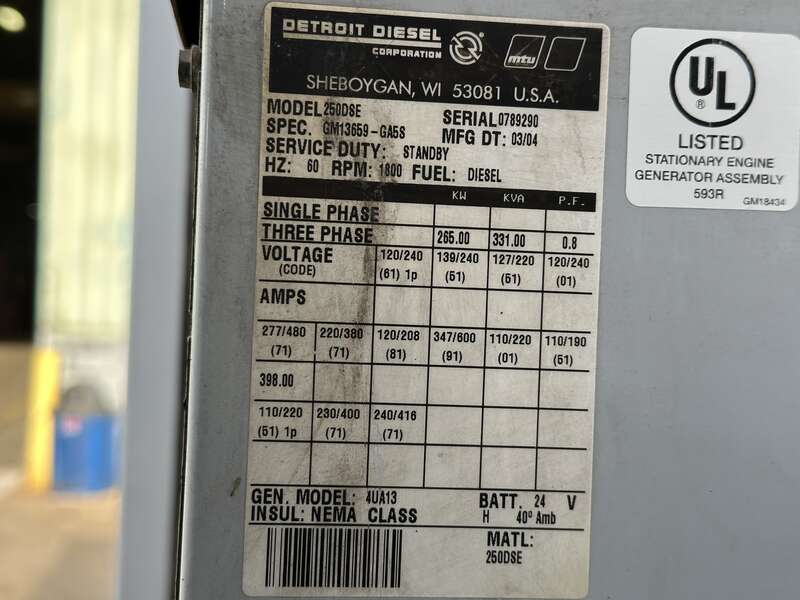 DETROIT DIESEL
CORPORATION
mtu
SHEBOYGAN, WI 53081 U.S.A.
MODEL 250DSE SERIAL 0789290
SPEC. GM13659-GA5S MFG DT: 03/04
SERVICE DUTY: STANDBY
HZ: 60 RPM: 1800 FUEL: DIESEL
KW KVA P.F.
SINGLE PHASE
THREE PHASE 265.00 331.00 0.8
VOLTAGE 120/240 139/240 127/220 120/240
(CODE) (61) 1p (51) (51) (01)
AMPS
277/480 220/380 120/208 347/600 110/220 110/190
(71) (71) (81) (91) (01) (51)
398.00
110/220 230/400 240/416
(51) 1p (71) (71)
GEN. MODEL: 4UA13 BATT. 24 V
INSUL: NEMA CLASS H 40° Amb
MATL:
250DSE
UL
®
LISTED
STATIONARY ENGINE
GENERATOR ASSEMBLY
593R
GM18434